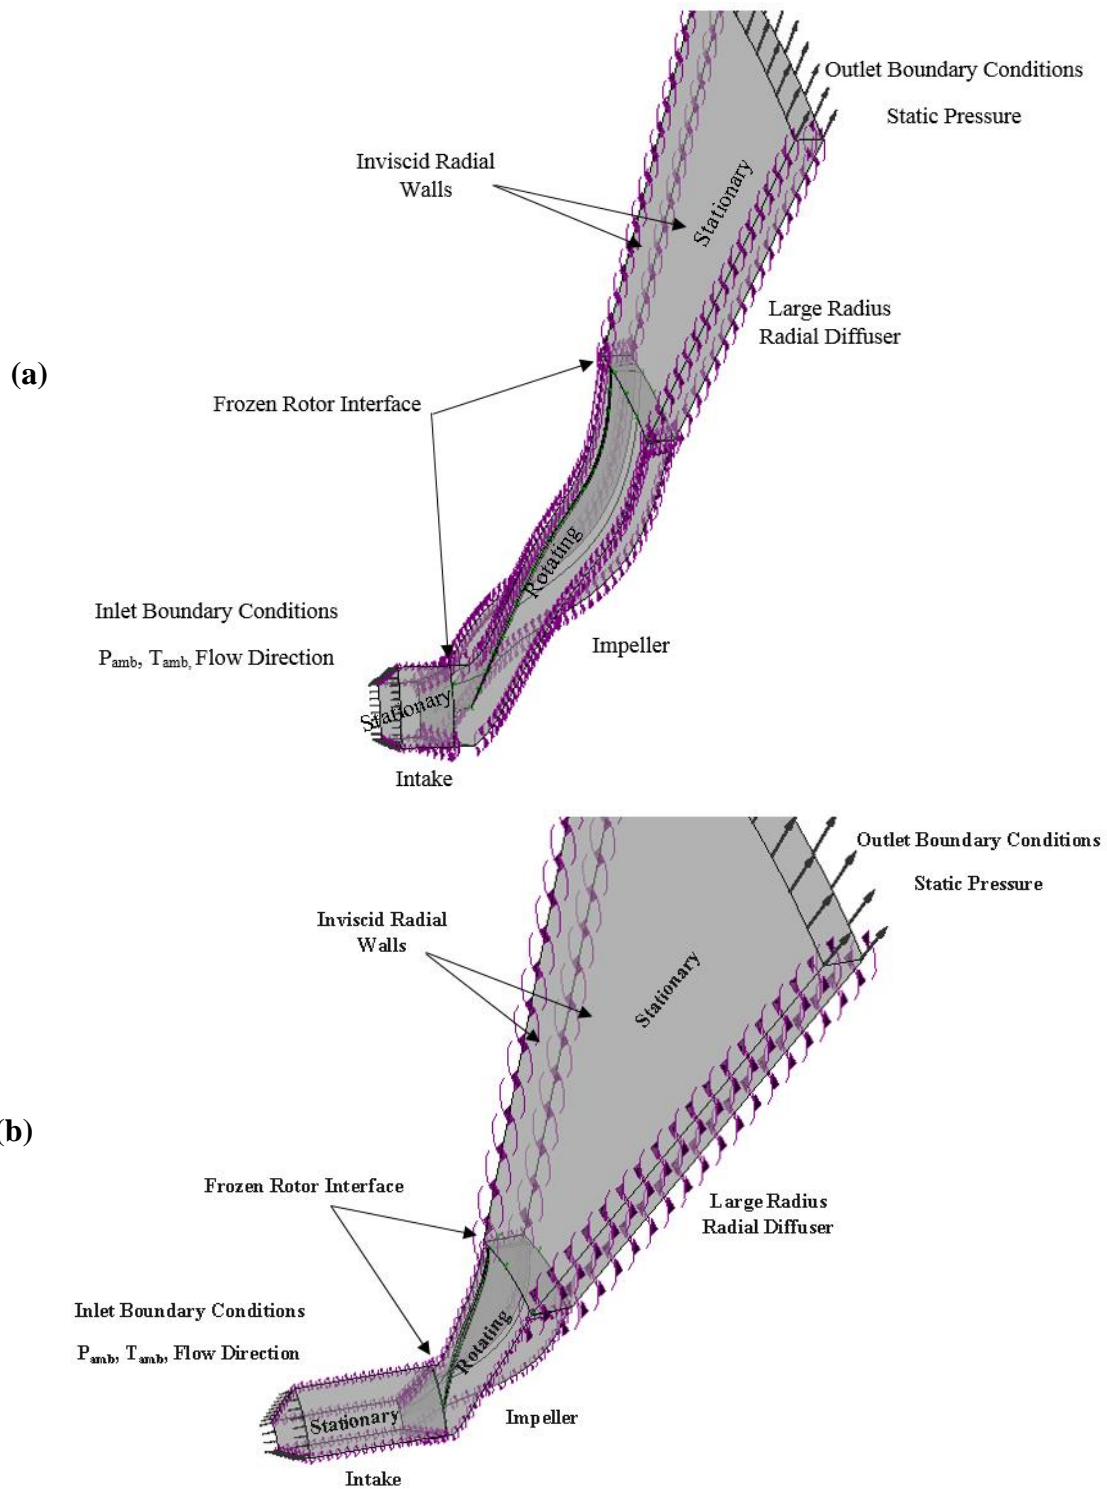 Outlet Boundary Conditions
Static Pressure
Inviscid Radial
Walls
Stationary
Large Radius
Radial Diffuser
(a)
Frozen Rotor Interface
Rotating
Inlet Boundary Conditions
Pamb, Tamb, Flow Direction
Impeller
Stationary
Intake
Outlet Boundary Conditions
Static Pressure
Inviscid Radial
Walls
Stationary
(b)
Frozen Rotor Interface
Large Radius
Radial Diffuser
Inlet Boundary Conditions
Pamb, Tamb, Flow Direction
Rotating
Stationary
Impeller
Intake